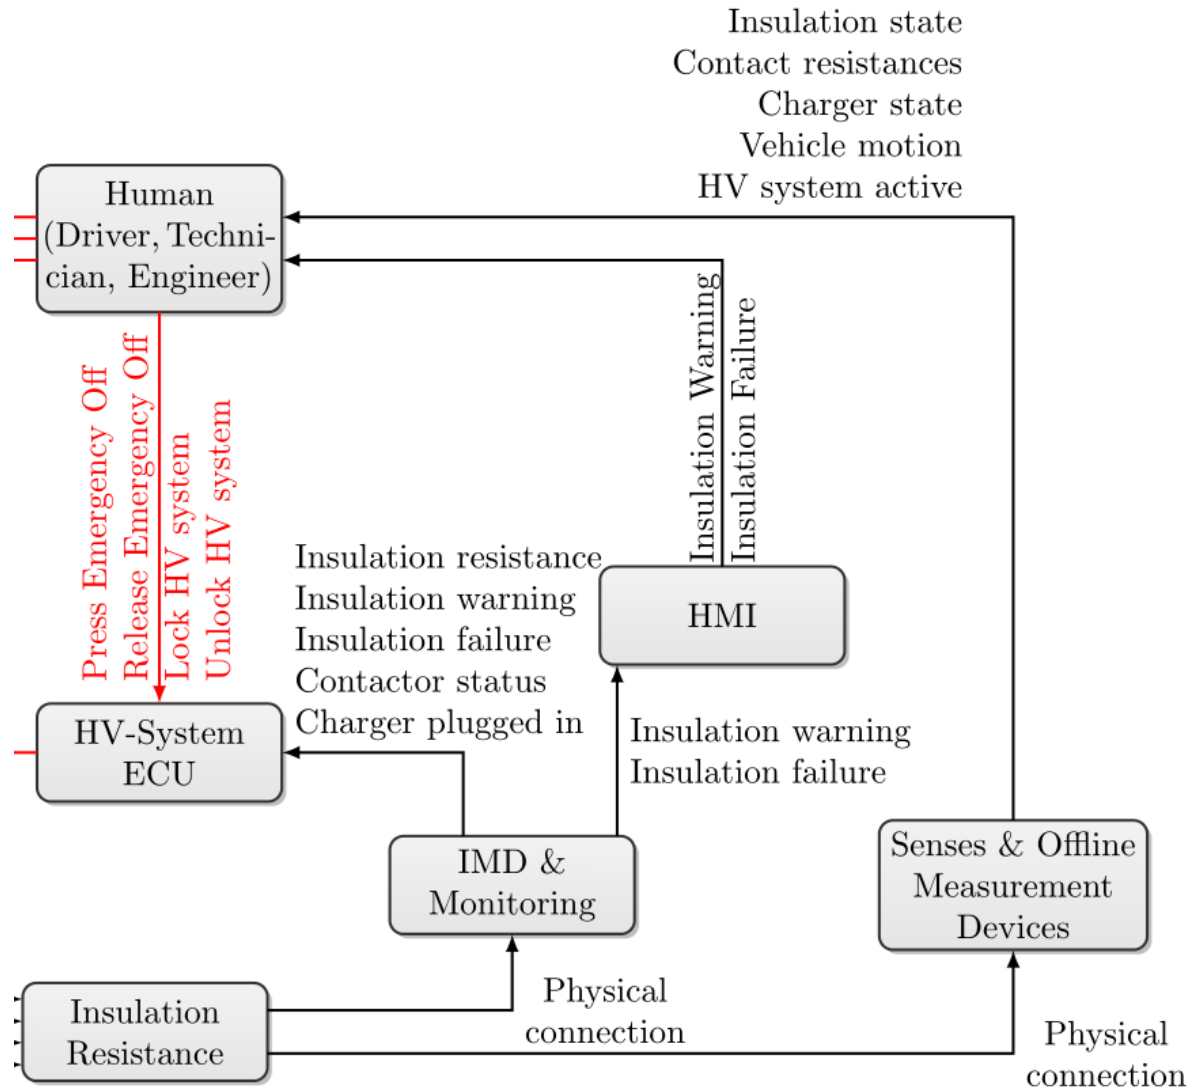 Insulation state
Contact resistances
Charger state
Vehicle motion
HV system active
Human
(Driver, Techni-
cian, Engineer)
Insulation Warning
Insulation Failure
Press Emergency Off
Release Emergency Off
Lock HV system
Unlock HV system
Insulation resistance
Insulation warning
Insulation failure
Contactor status
Charger plugged in
HMI
HV-System
ECU
Insulation warning
Insulation failure
IMD &
Monitoring
Senses & Offline
Measurement
Devices
Insulation
Resistance
Physical
connection
Physical
connection